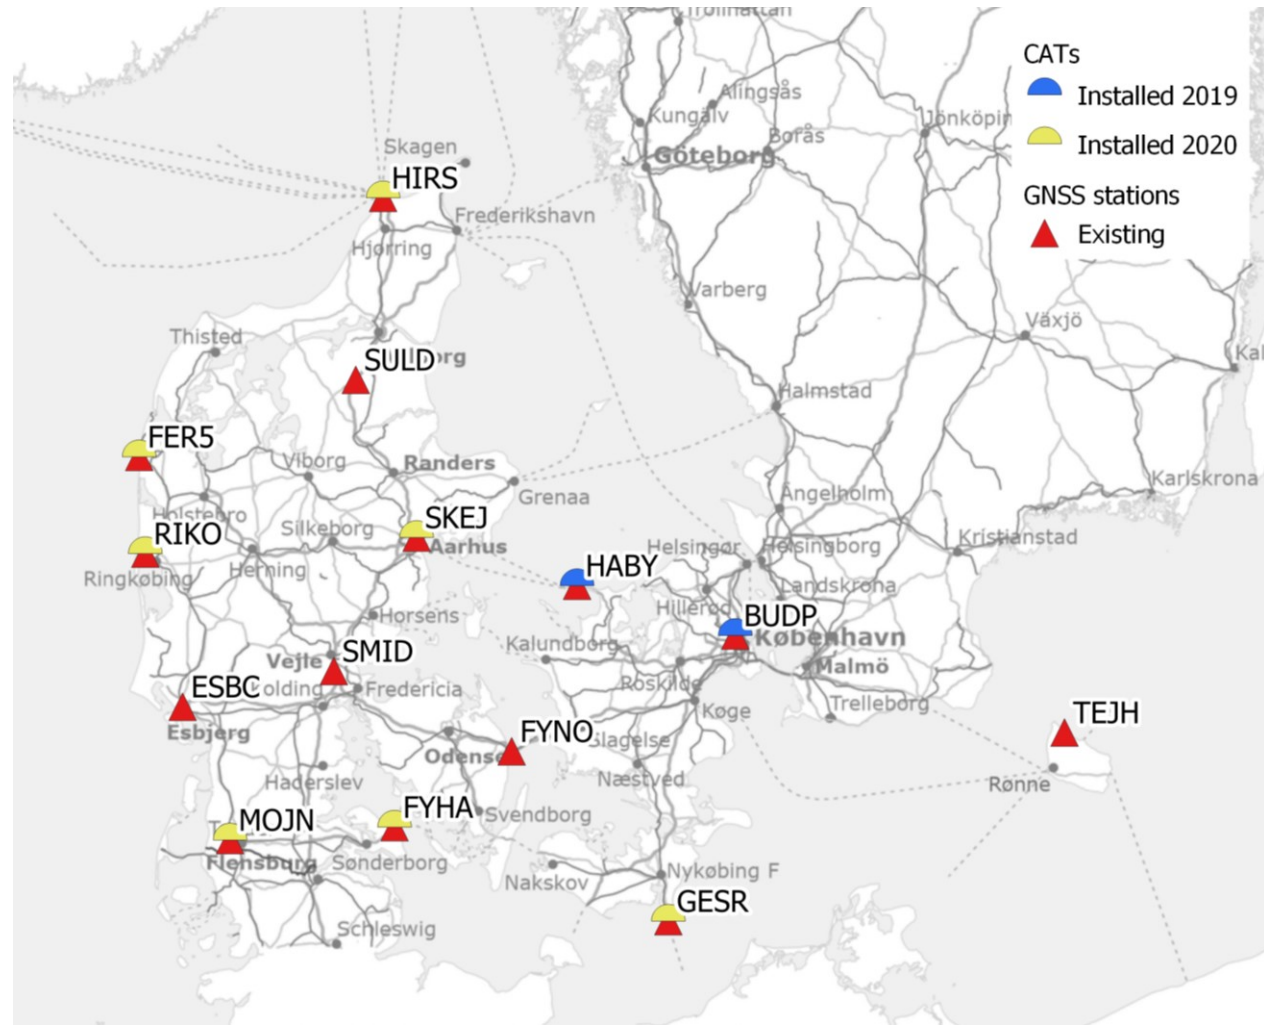 Trollhättan
CATs
Installed 2019
Alingsås
Kungälv
Jönköpin
Borås
Installed 2020
Skagen
Göteborg
HIRS
GNSS stations
Frederikshavn
Existing
Hjørring
Varberg
Växjö
Thisted
SULD
borg
Kal
Halmstad
FER5
Viborg
Randers
Karlskrona
Grenaa
Ängelholm
Holstebro
SKEJ
RIKO
Silkeborg
Aarhus
Kristianstad
Helsingør
Helsingborg
HABY
Herning
Ringkøbing
Landskrona
Hillerød
Horsens
BUDP
København
Kalundborg
SMID
Vejle
Malmö
ESBC
Kolding
Fredericia
Roskilde
Trelleborg
Køge
TEJH
FYNO
Esbjerg
Slagelse
Odense
Næstved
Haderslev
Rønne
FYHA
Svendborg
MOJN
T
Flensburg
Sønderborg
Nykøbing F
Nakskov
GESR
Schleswig